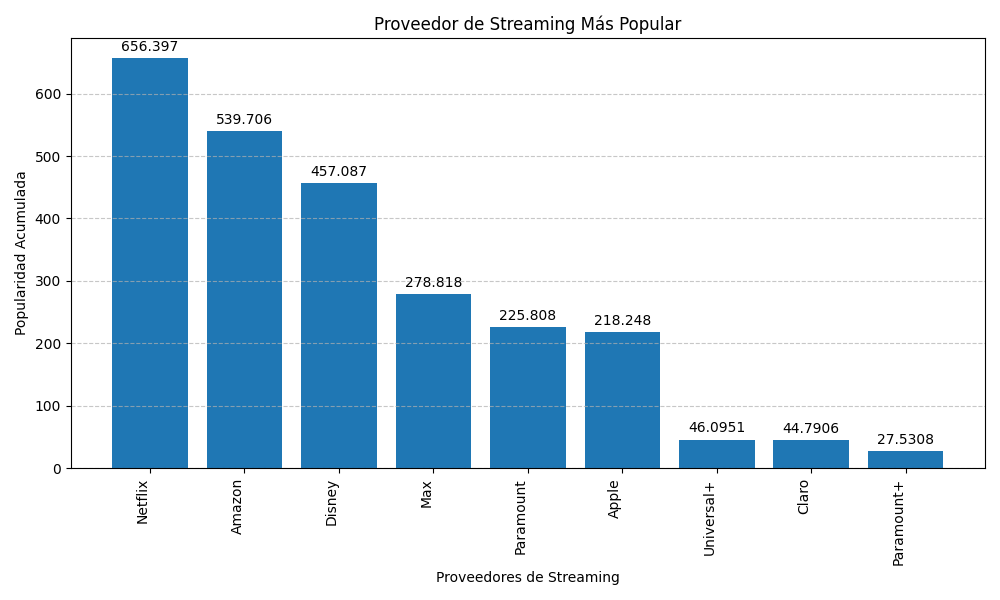 Proveedor de Streaming Más Popular
656.397
539.706
457.087
278.818
225.808
218.248
46.0951
44.7906
27.5308
Popularidad Acumulada
600
500
400
300
200
100
0
Netflix
Amazon
Disney
Max
Paramount
Apple
Universal+
Claro
Paramount+
Proveedores de Streaming